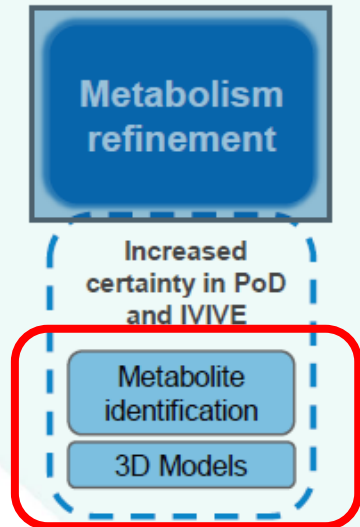 Metabolism
refinement
Increased
certainty in PoD
and IVIVE
Metabolite
identification
3D Models